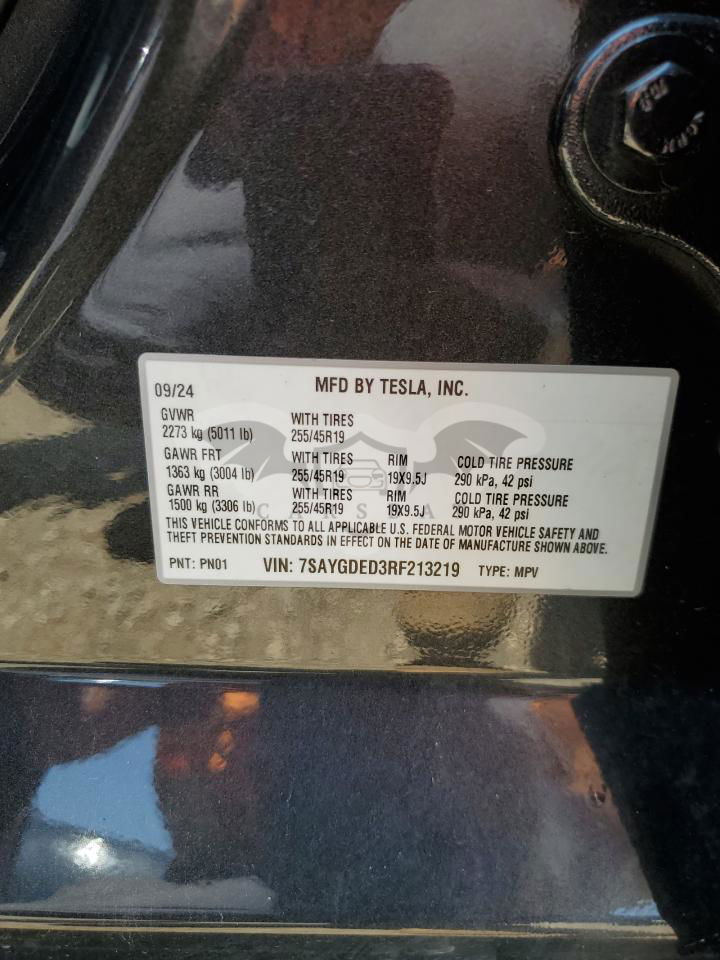 09/24 MFD BY TESLA, INC.
GVWR WITH TIRES
2273 kg (5011 lb) 255/45R19
GAWR FRT WITH TIRES RIM COLD TIRE PRESSURE
1363 kg (3004 lb) 255/45R19 19X9.5J 290 kPa, 42 psi
GAWR RR WITH TIRES RIM COLD TIRE PRESSURE
1500 kg (3306 lb) 255/45R19 19X9.5J 290 kPa, 42 psi
THIS VEHICLE CONFORMS TO ALL APPLICABLE U.S. FEDERAL MOTOR VEHICLE SAFETY AND
THEFT PREVENTION STANDARDS IN EFFECT ON THE DATE OF MANUFACTURE SHOWN ABOVE.
PNT: PN01 VIN: 7SAYGDED3RF213219 TYPE: MPV